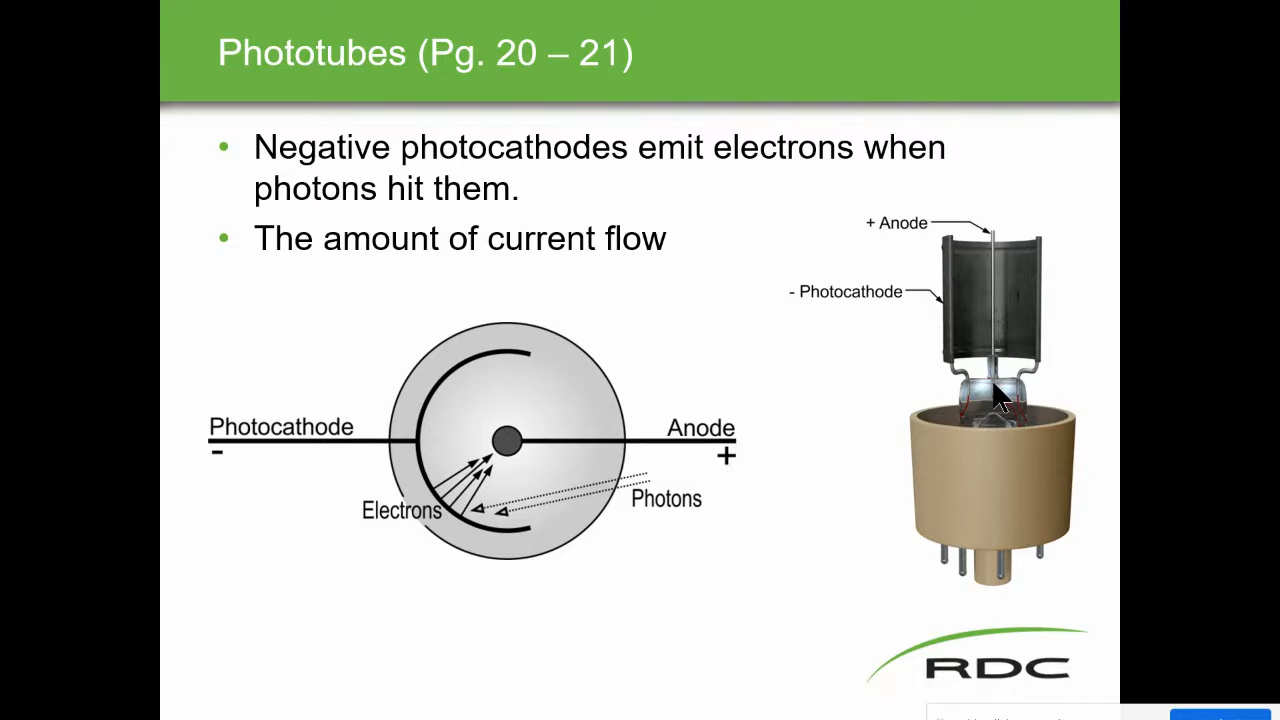 Phototubes (Pg. 20 – 21)
• Negative photocathodes emit electrons when
photons hit them.
• The amount of current flow
+ Anode
- Photocathode
Photocathode
-
Anode
+
Electrons
Photons
RDC